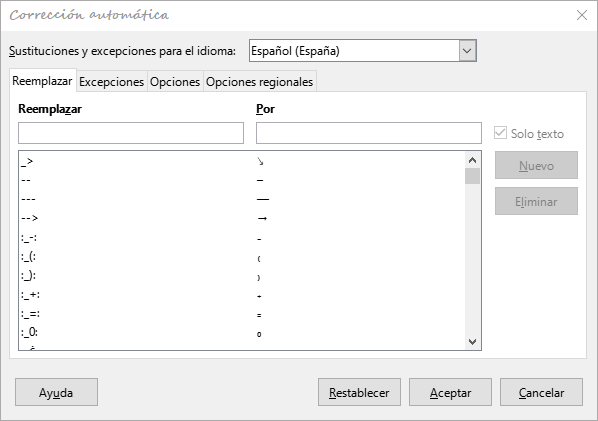 Corrección automática
Sustituciones y excepciones para el idioma: Español (España)
Reemplazar Excepciones Opciones Opciones regionales
Reemplazar Por
Solo texto
_> ↘
-- –
--- —
--> →
:_-: ₋
:_(: ₍
:_): ₎
:_+: ₊
:_=: ₌
:_0: ₀
Nuevo
Eliminar
Ayuda Restablecer Aceptar Cancelar